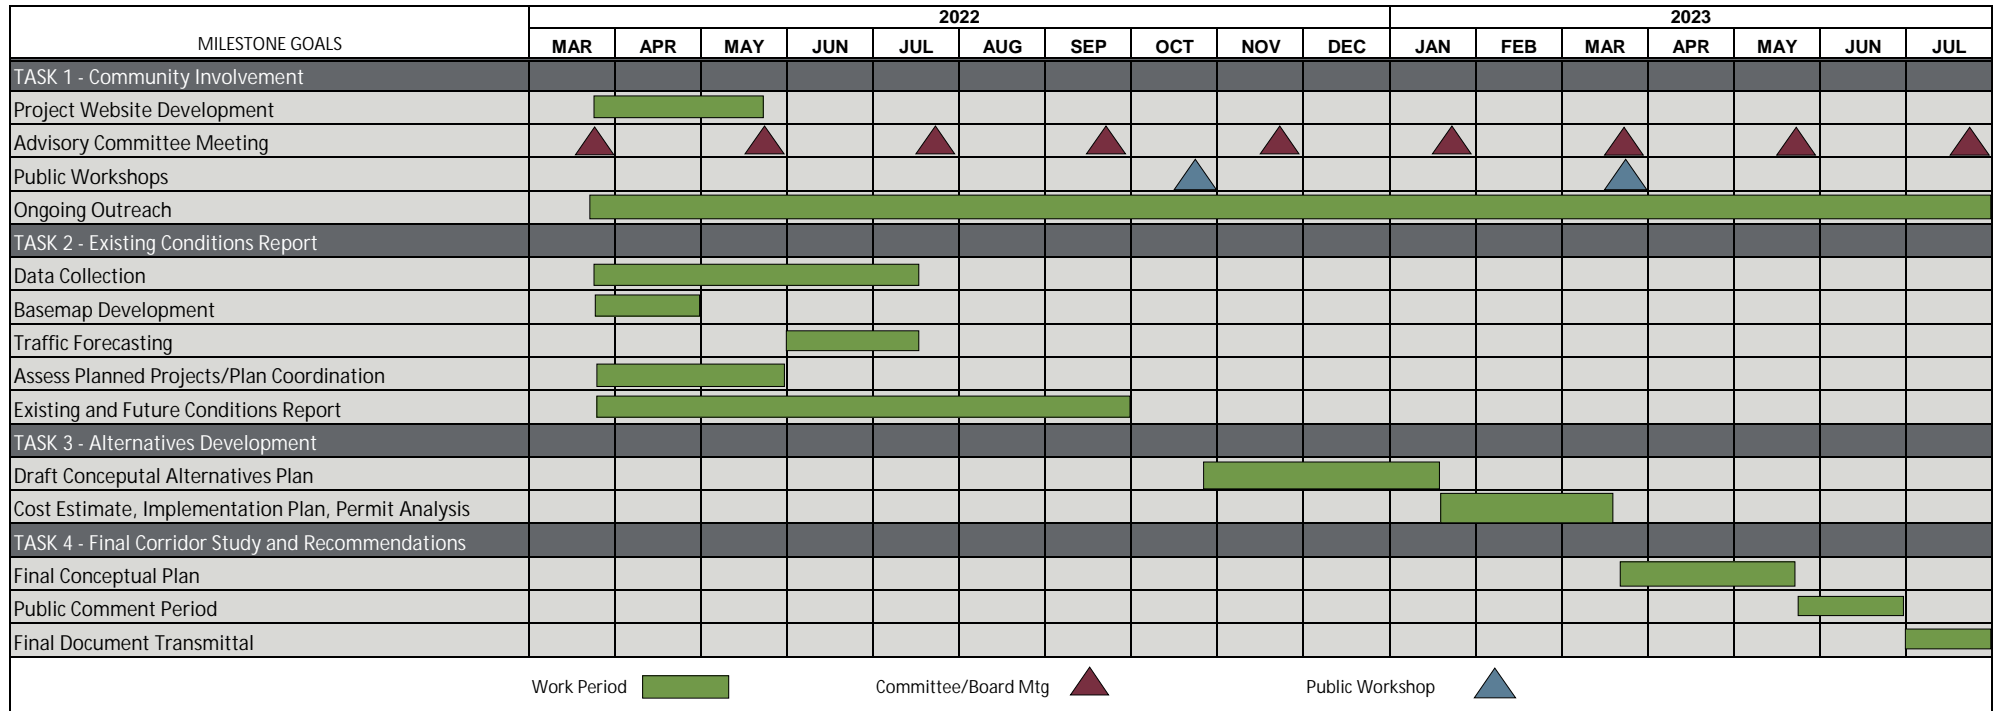 2022 2023
MILESTONE GOALS MAR APR MAY JUN JUL AUG SEP OCT NOV DEC JAN FEB MAR APR MAY JUN JUL
TASK 1 - Community Involvement
Project Website Development
Advisory Committee Meeting
Public Workshops
Ongoing Outreach
TASK 2 - Existing Conditions Report
Data Collection
Basemap Development
Traffic Forecasting
Assess Planned Projects/Plan Coordination
Existing and Future Conditions Report
TASK 3 - Alternatives Development
Draft Conceputal Alternatives Plan
Cost Estimate, Implementation Plan, Permit Analysis
TASK 4 - Final Corridor Study and Recommendations
Final Conceptual Plan
Public Comment Period
Final Document Transmittal
Work Period Committee/Board Mtg Public Workshop